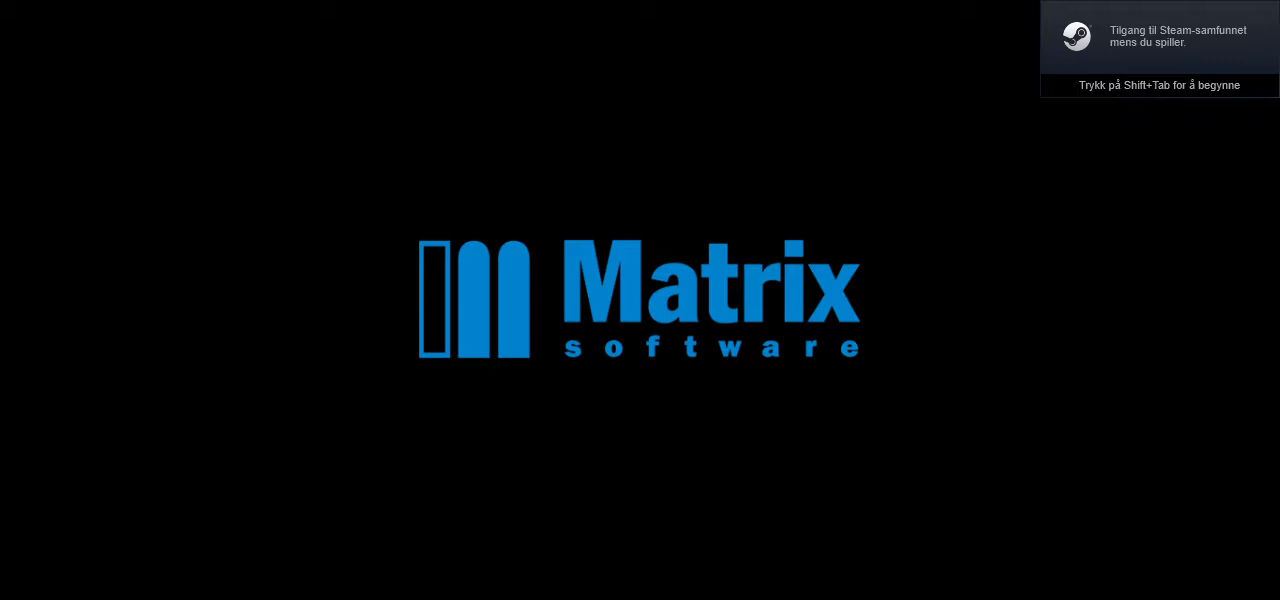 Tilgang til Steam-samfunnet
mens du spiller.
Trykk på Shift+Tab for å begynne
Matrix
software